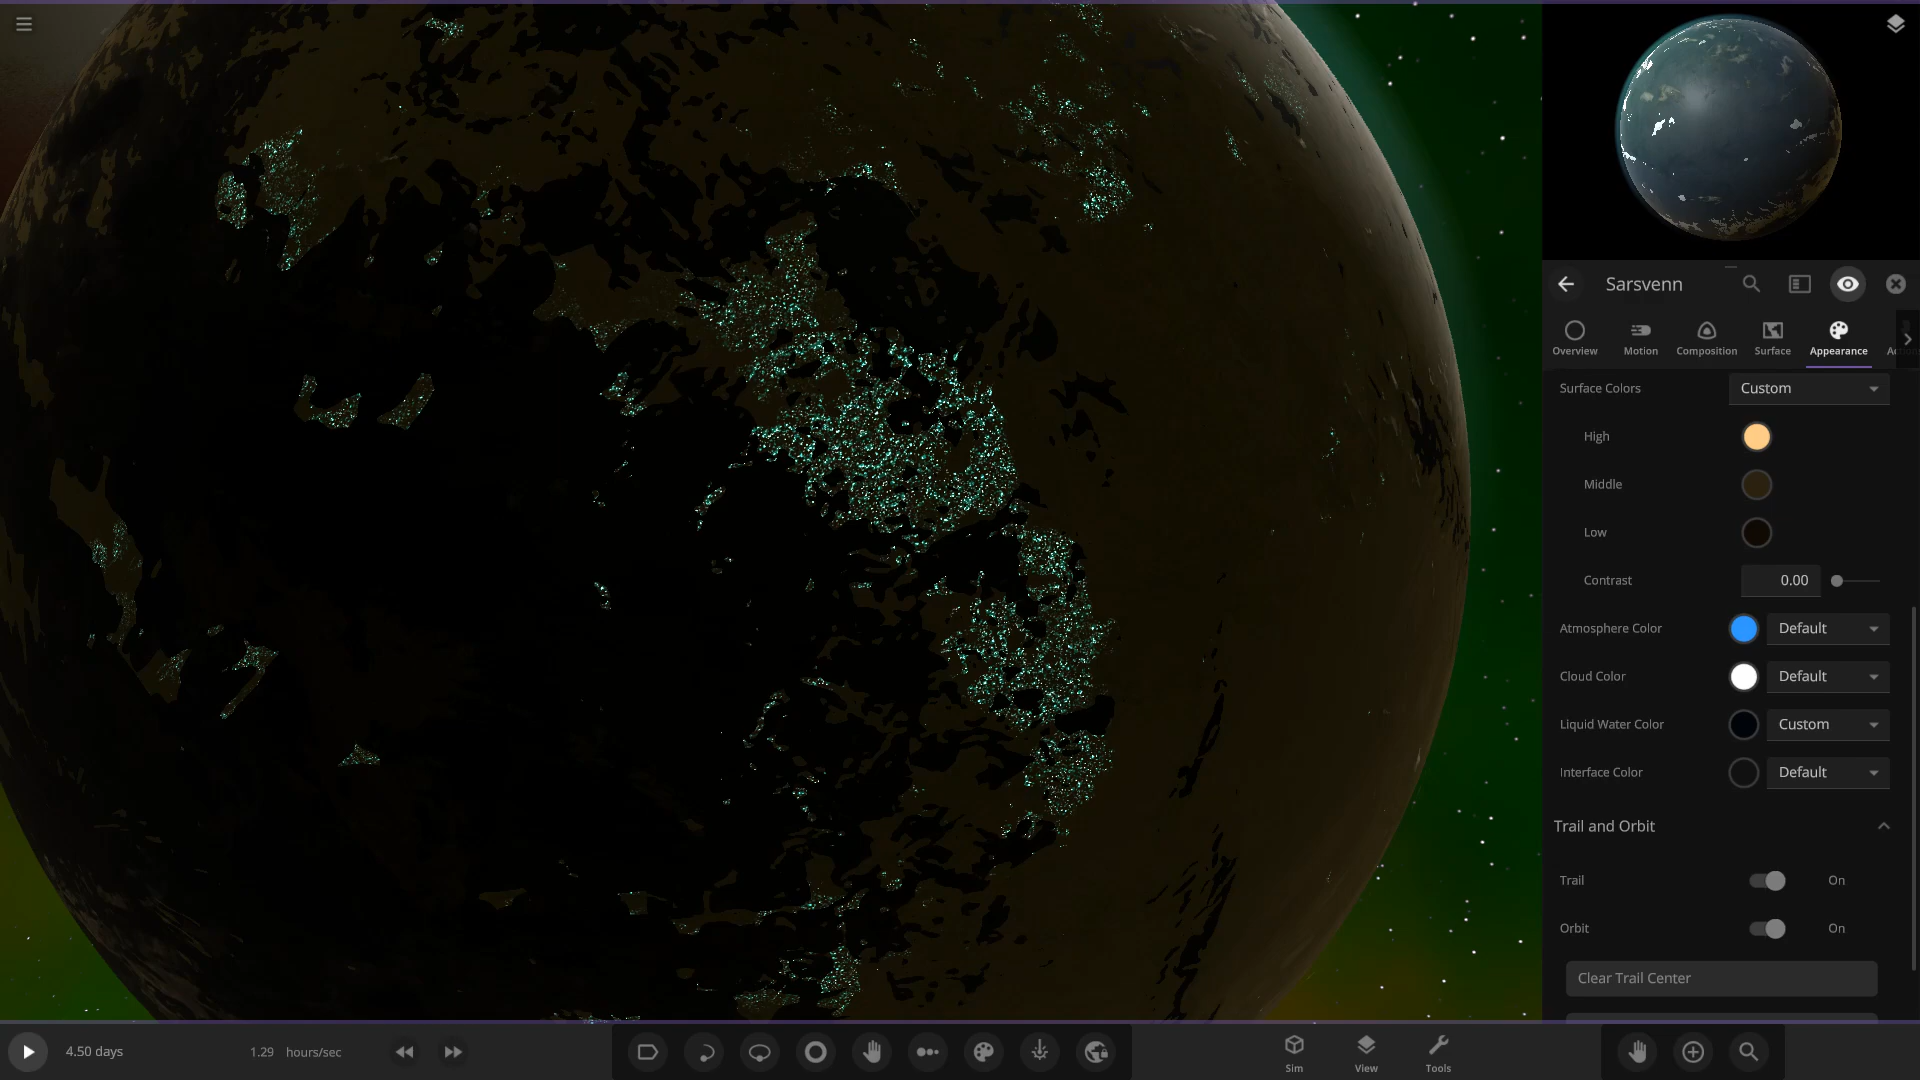 Sarsvenn
Overview
Motion
Composition
Surface
Appearance
Surface Colors
Custom
High
Middle
Low
Contrast
0.00
Atmosphere Color
Default
Cloud Color
Default
Liquid Water Color
Custom
Interface Color
Default
Trail and Orbit
Trail
On
Orbit
On
Clear Trail Center
4.50 days
1.29 hours/sec
Sim
View
Tools